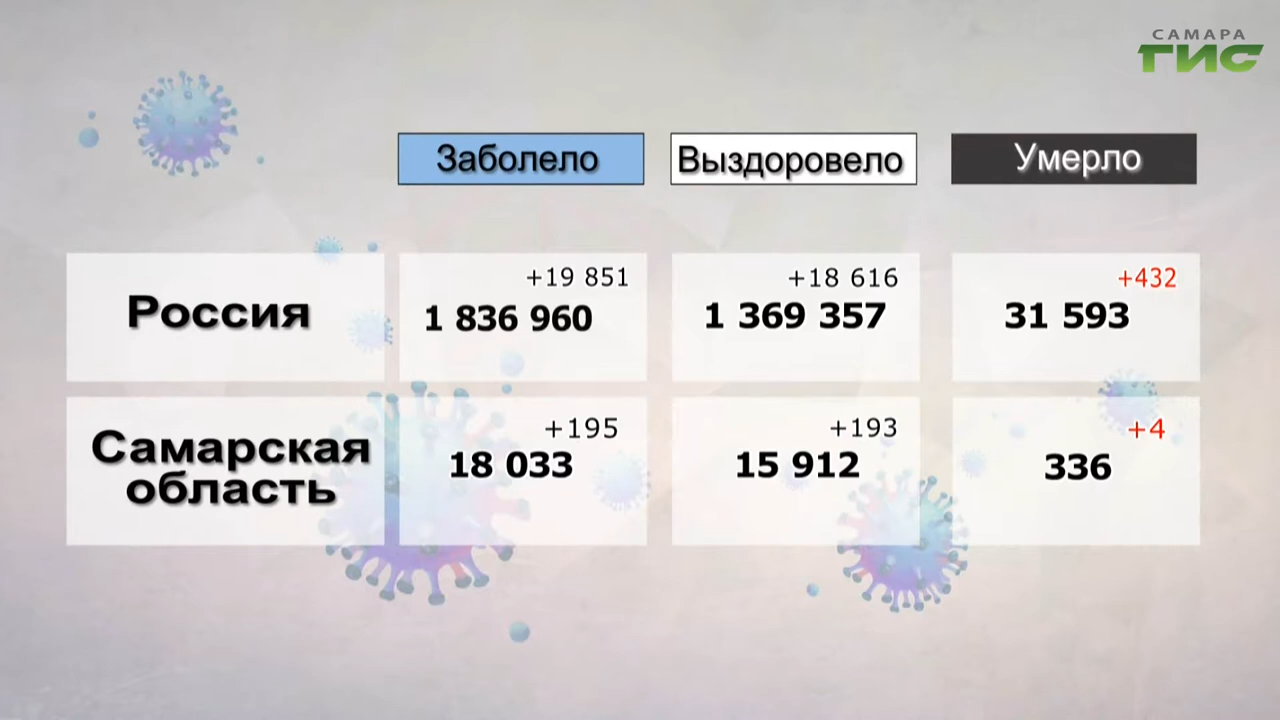 САМАРА
ГИС
Заболело
Выздоровело
Умерло
Россия
+19 851
1 836 960
+18 616
1 369 357
+432
31 593
Самарская
область
+195
18 033
+193
15 912
+4
336